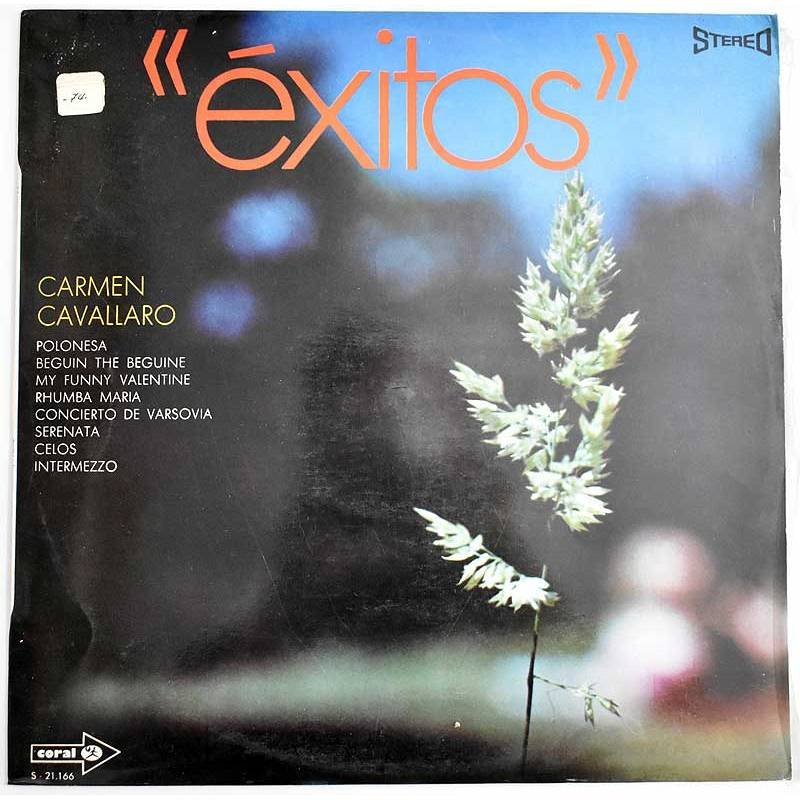 «éxitos»
STEREO
.74.
CARMEN
CAVALLARO
POLONESA
BEGUIN THE BEGUINE
MY FUNNY VALENTINE
RHUMBA MARIA
CONCIERTO DE VARSOVIA
SERENATA
CELOS
INTERMEZZO
coral
S - 21.166